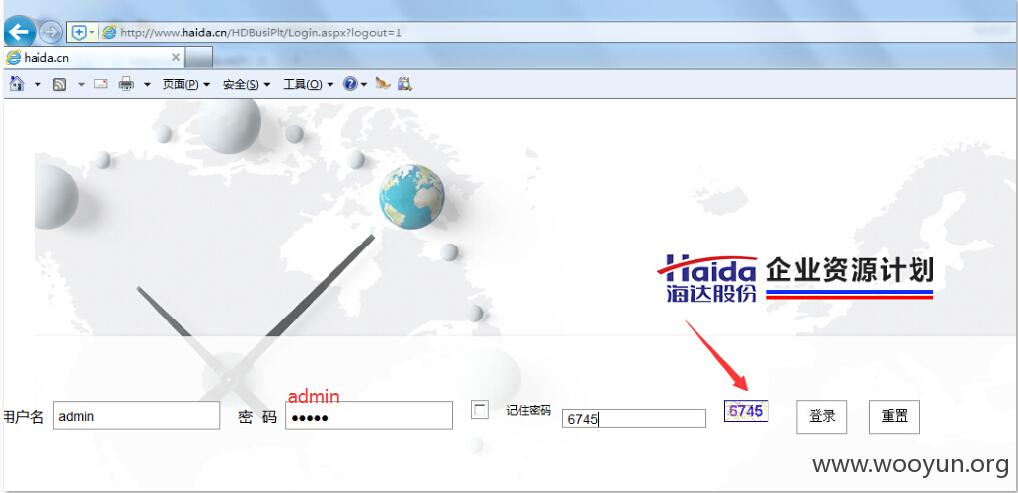 http://www.haida.cn/HDBusiPlt/Login.aspx?logout=1
haida.cn
页面(P) 安全(S) 工具(O)
Haida 企业资源计划
海达股份
admin
用户名 admin 密 码 ●●●●● 记住密码 6745 6745 登录 重置
www.wooyun.org